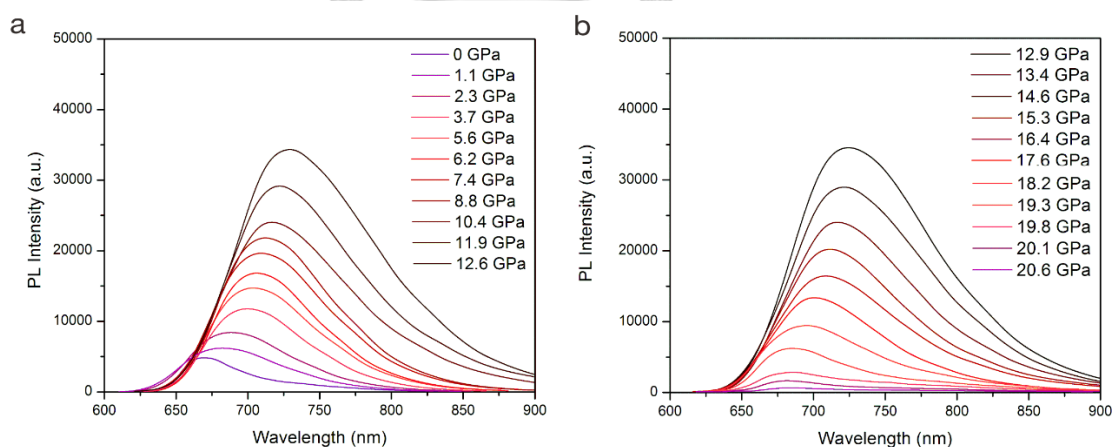 a
50000
40000
30000
20000
10000
0
PL Intensity (a.u.)
600 650 700 750 800 850 900
Wavelength (nm)
0 GPa
1.1 GPa
2.3 GPa
3.7 GPa
5.6 GPa
6.2 GPa
7.4 GPa
8.8 GPa
10.4 GPa
11.9 GPa
12.6 GPa
b
50000
40000
30000
20000
10000
0
PL Intensity (a.u.)
600 650 700 750 800 850 900
Wavelength (nm)
12.9 GPa
13.4 GPa
14.6 GPa
15.3 GPa
16.4 GPa
17.6 GPa
18.2 GPa
19.3 GPa
19.8 GPa
20.1 GPa
20.6 GPa